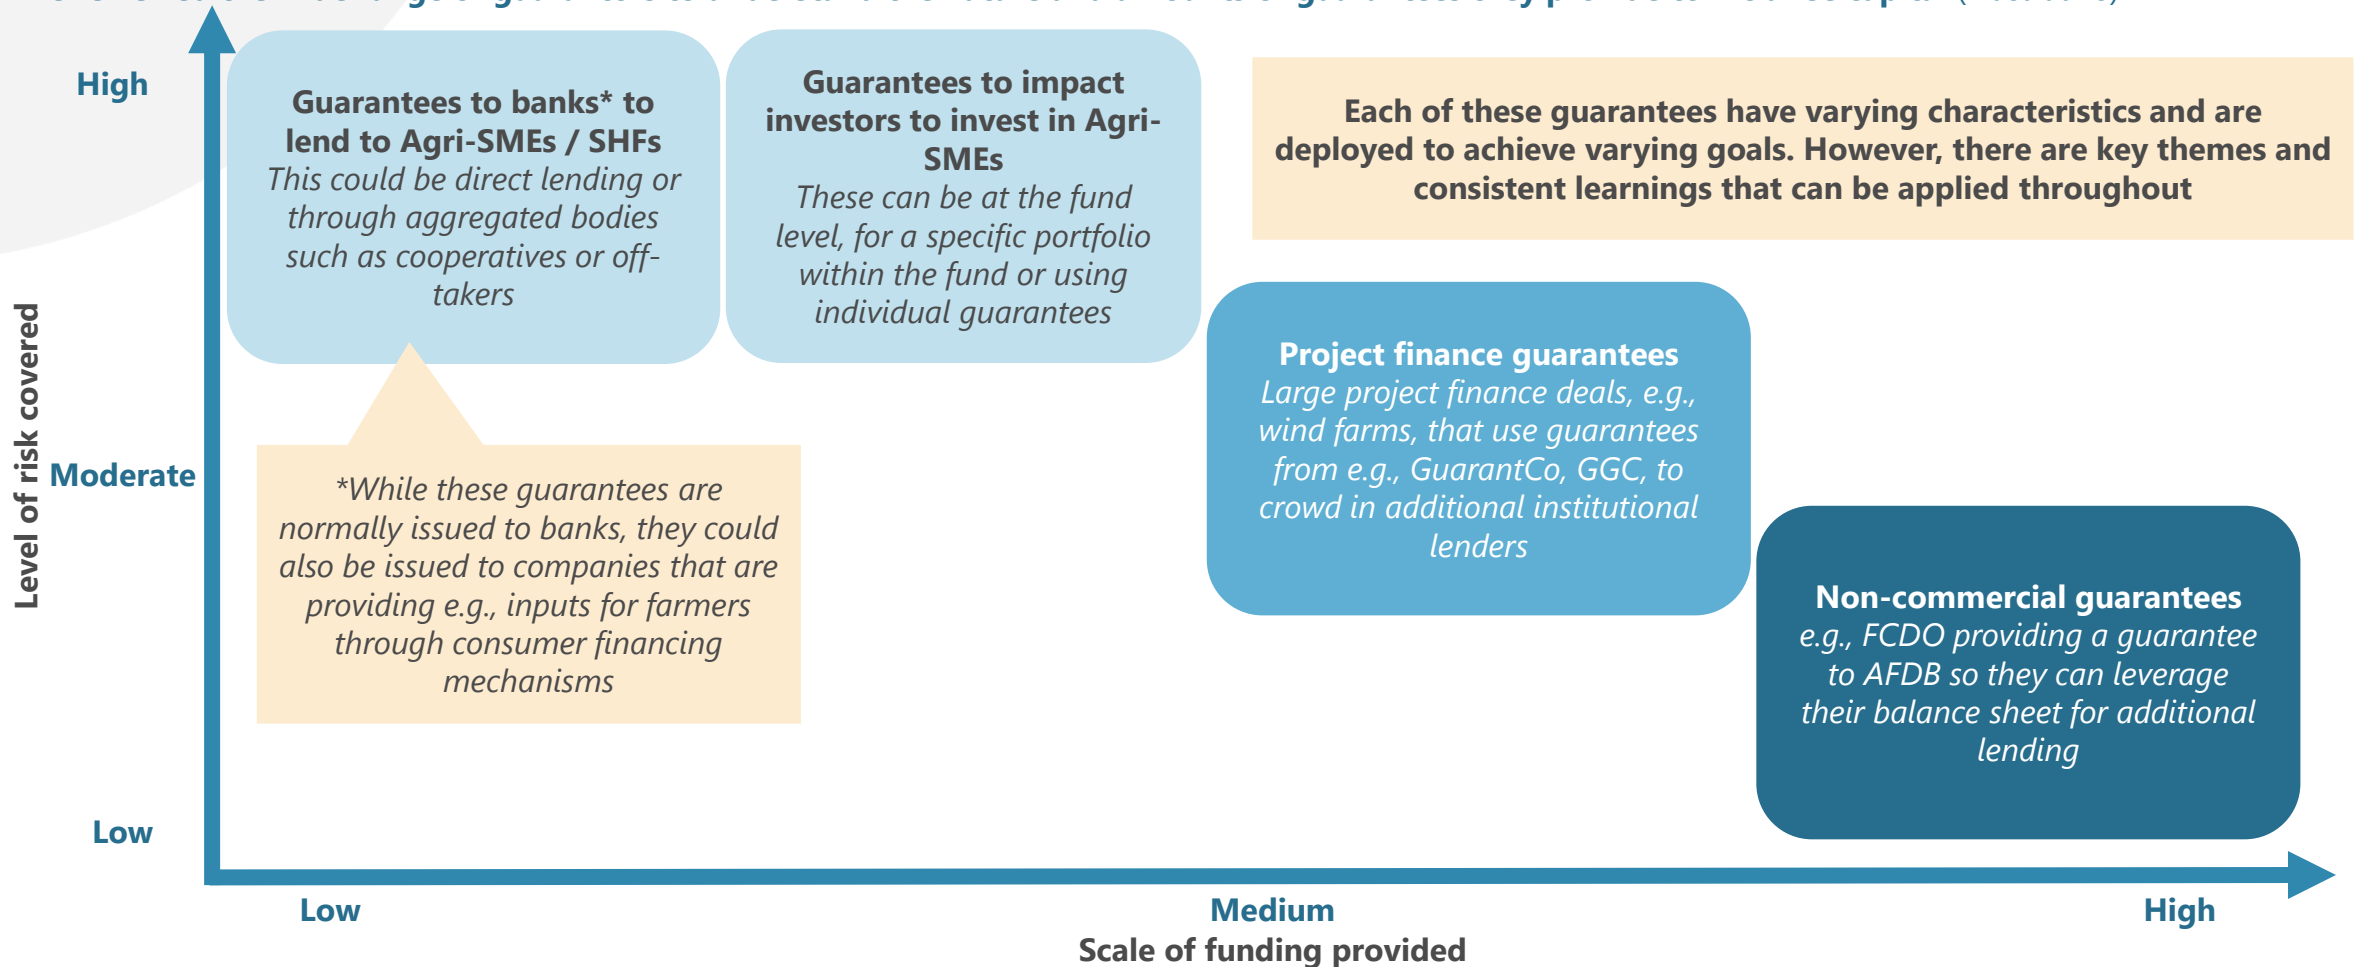 High
Guarantees to banks* to
lend to Agri-SMEs / SHFs
This could be direct lending or
through aggregated bodies
such as cooperatives or off-
takers
Guarantees to impact
investors to invest in Agri-
SMEs
These can be at the fund
level, for a specific portfolio
within the fund or using
individual guarantees
Each of these guarantees have varying characteristics and are
deployed to achieve varying goals. However, there are key themes and
consistent learnings that can be applied throughout
Level of risk covered
Project finance guarantees
Large project finance deals, e.g.,
wind farms, that use guarantees
from e.g., GuarantCo, GGC, to
crowd in additional institutional
lenders
Moderate
*While these guarantees are
normally issued to banks, they could
also be issued to companies that are
providing e.g., inputs for farmers
through consumer financing
mechanisms
Non-commercial guarantees
e.g., FCDO providing a guarantee
to AFDB so they can leverage
their balance sheet for additional
lending
Low
Low
Medium
High
Scale of funding provided